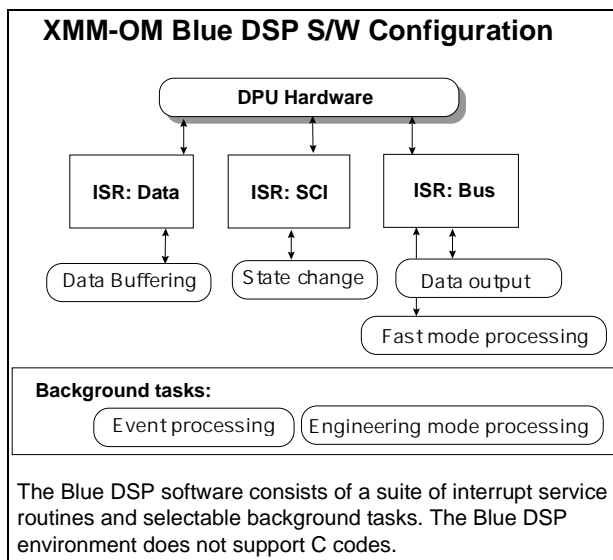 XMM-OM Blue DSP S/W Configuration
DPU Hardware
ISR: Data
ISR: SCI
ISR: Bus
Data Buffering
State change
Data output
Fast mode processing
Background tasks:
Event processing
Engineering mode processing
The Blue DSP software consists of a suite of interrupt service
routines and selectable background tasks. The Blue DSP
environment does not support C codes.